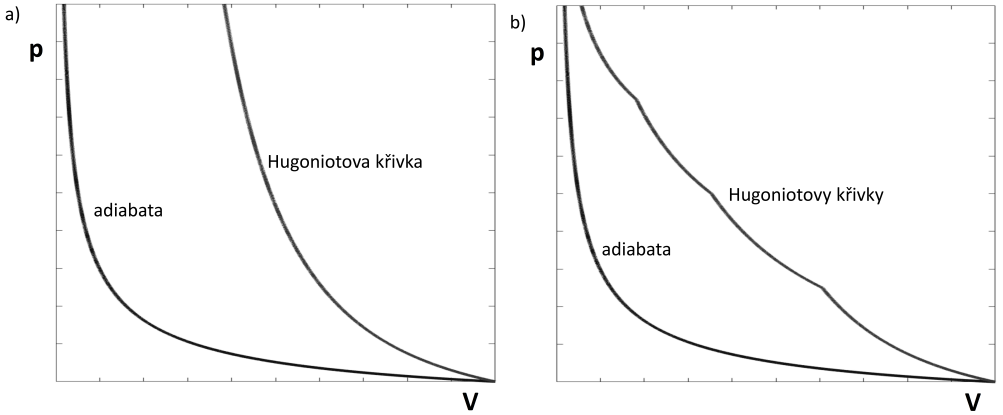 a)
p
Hugoniotova křivka
adiabata
V
b)
p
Hugoniotovy křivky
adiabata
V